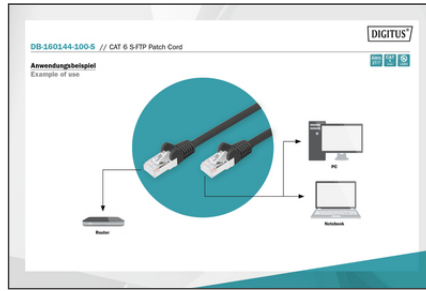 DIGITUS®
DB-160144-100-S // CAT 6 S-FTP Patch Cord
Anwendungsbeispiel
Example of use
PC
Router
Notebook